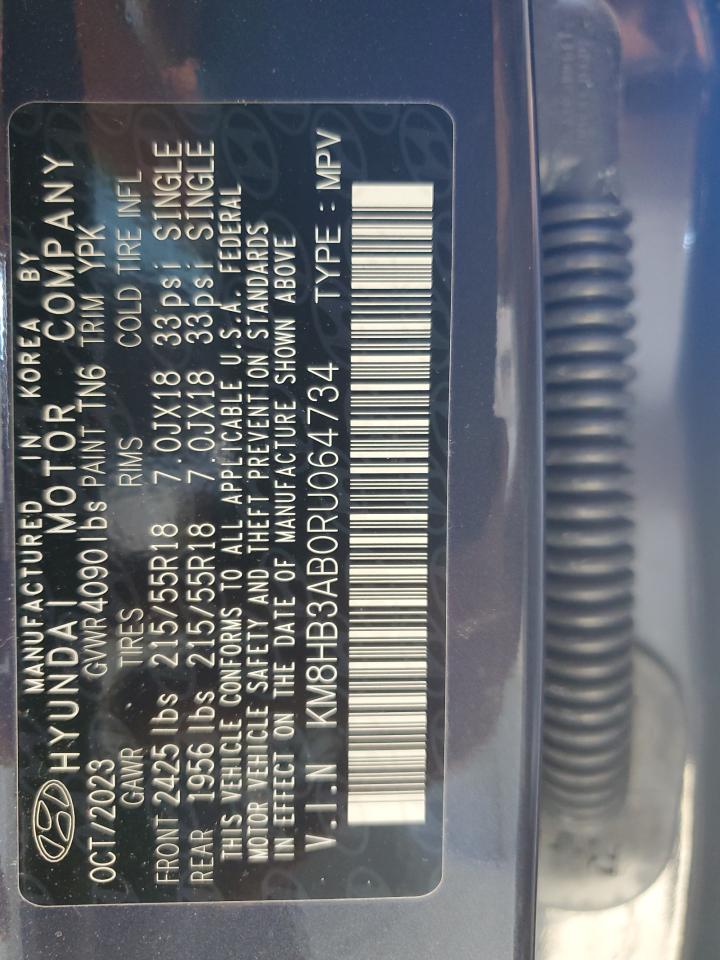 MANUFACTURED IN KOREA BY
HYUNDAI MOTOR COMPANY
OCT/2023 GVWR 4090lbs PAINT TN6 TRIM YPK
GAWR TIRES RIMS COLD TIRE INFL
FRONT 2425 lbs 215/55R18 7.0JX18 33psi SINGLE
REAR 1956 lbs 215/55R18 7.0JX18 33psi SINGLE
THIS VEHICLE CONFORMS TO ALL APPLICABLE U.S.A. FEDERAL
MOTOR VEHICLE SAFETY AND THEFT PREVENTION STANDARDS
IN EFFECT ON THE DATE OF MANUFACTURE SHOWN ABOVE
V.I.N KM8HB3AB0RU064734 TYPE : MPV